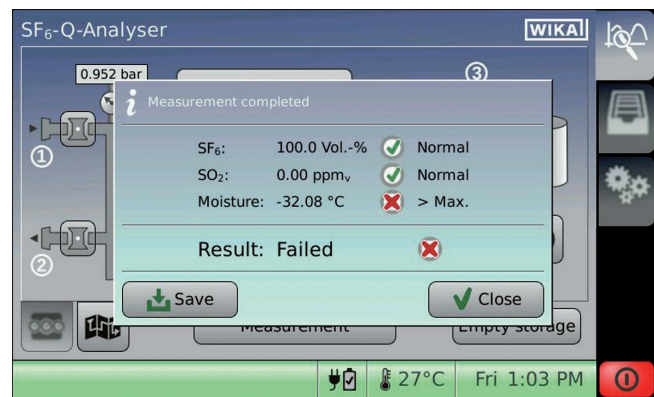 SF₆-Q-Analyser
WIKA
0.952 bar
③
Measurement completed
SF₆: 100.0 Vol.-% Normal
SO₂: 0.00 ppmᵥ Normal
Moisture: -32.08 °C > Max.
①
Result: Failed
②
Save
Close
Measurement
Empty storage
27°C
Fri 1:03 PM